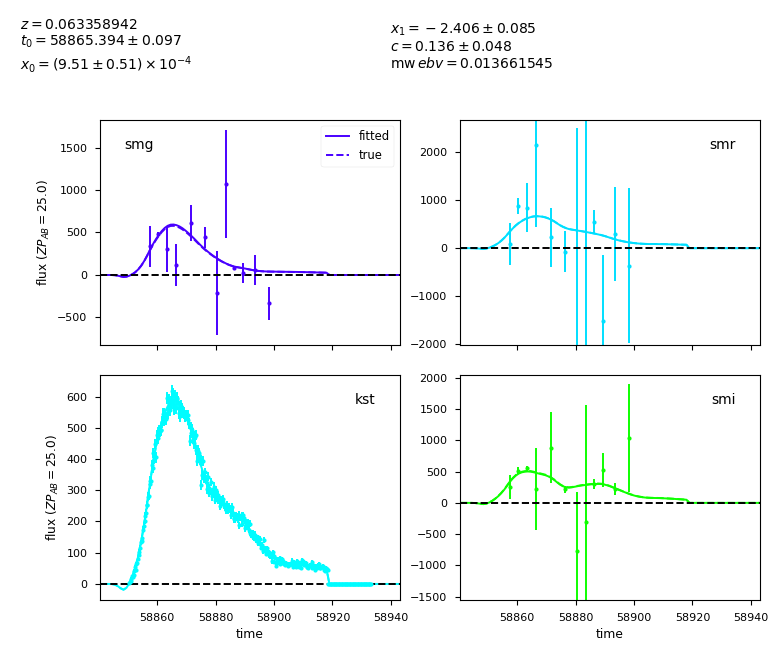 z = 0.063358942
t₀ = 58865.394 ± 0.097
x₀ = (9.51 ± 0.51) × 10⁻⁴
x₁ = −2.406 ± 0.085
c = 0.136 ± 0.048
mw ebv = 0.013661545
smg
fitted
true
flux (ZP_AB = 25.0)
1500
1000
500
0
−500
smr
2000
1000
0
−1000
−2000
kst
flux (ZP_AB = 25.0)
600
500
400
300
200
100
0
58860 58880 58900 58920 58940
time
smi
2000
1500
1000
500
0
−500
−1000
−1500
58860 58880 58900 58920 58940
time